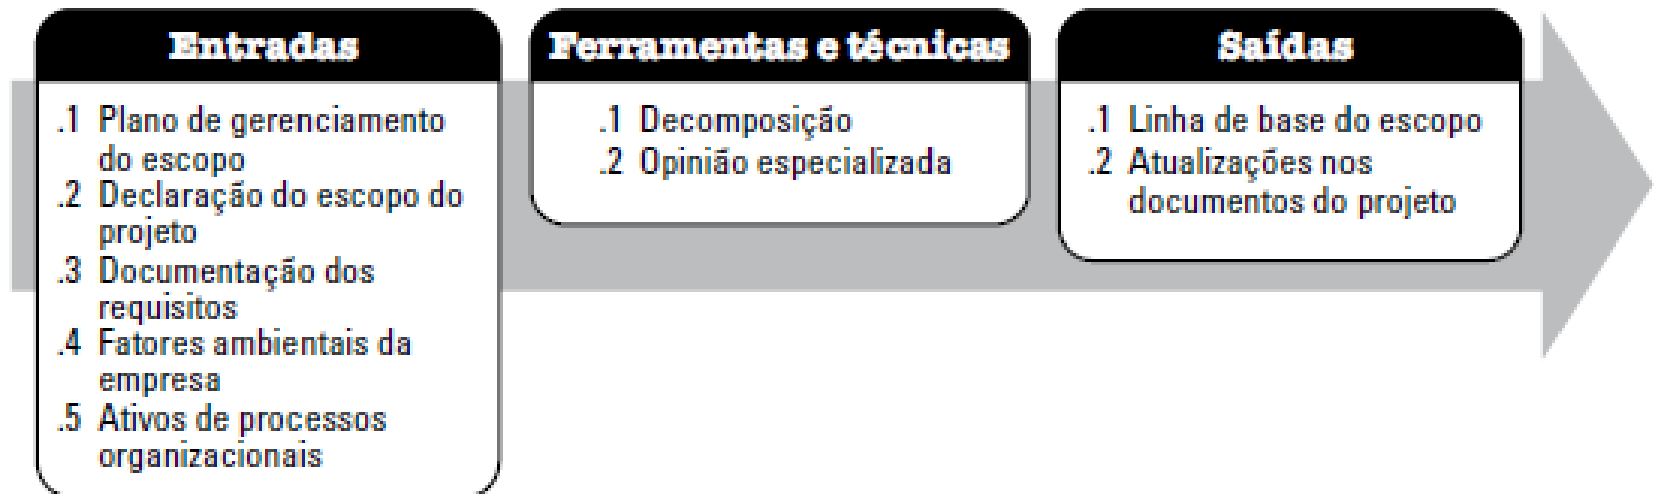 Entradas
.1 Plano de gerenciamento
do escopo
.2 Declaração do escopo do
projeto
.3 Documentação dos
requisitos
.4 Fatores ambientais da
empresa
.5 Ativos de processos
organizacionais
Ferramentas e técnicas
.1 Decomposição
.2 Opinião especializada
Saídas
.1 Linha de base do escopo
.2 Atualizações nos
documentos do projeto